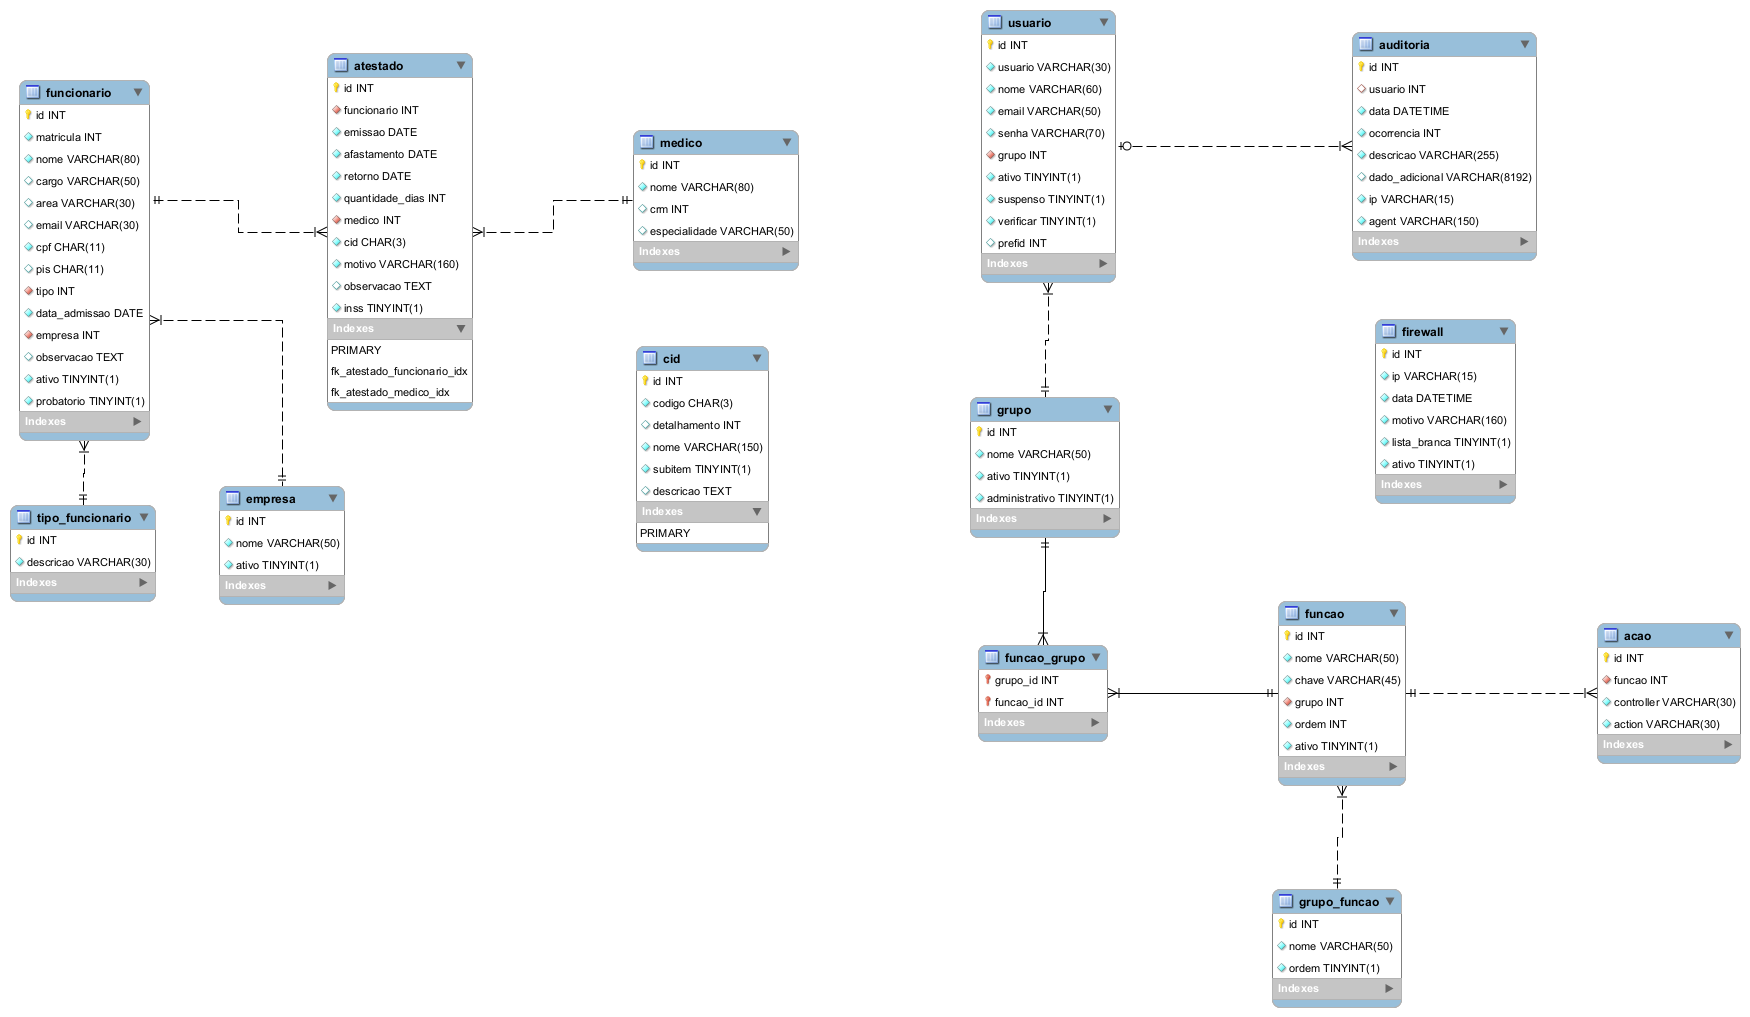 funcionario
id INT
matricula INT
nome VARCHAR(80)
cargo VARCHAR(50)
area VARCHAR(30)
email VARCHAR(30)
cpf CHAR(11)
pis CHAR(11)
tipo INT
data_admissao DATE
empresa INT
observacao TEXT
ativo TINYINT(1)
probatorio TINYINT(1)
Indexes
tipo_funcionario
id INT
descricao VARCHAR(30)
Indexes
empresa
id INT
nome VARCHAR(50)
ativo TINYINT(1)
Indexes
atestado
id INT
funcionario INT
emissao DATE
afastamento DATE
retorno DATE
quantidade_dias INT
medico INT
cid CHAR(3)
motivo VARCHAR(160)
observacao TEXT
inss TINYINT(1)
Indexes
PRIMARY
fk_atestado_funcionario_idx
fk_atestado_medico_idx
medico
id INT
nome VARCHAR(80)
crm INT
especialidade VARCHAR(50)
Indexes
cid
id INT
codigo CHAR(3)
detalhamento INT
nome VARCHAR(150)
subitem TINYINT(1)
descricao TEXT
Indexes
PRIMARY
usuario
id INT
usuario VARCHAR(30)
nome VARCHAR(60)
email VARCHAR(50)
senha VARCHAR(70)
grupo INT
ativo TINYINT(1)
suspenso TINYINT(1)
verificar TINYINT(1)
prefid INT
Indexes
auditoria
id INT
usuario INT
data DATETIME
ocorrencia INT
descricao VARCHAR(255)
dado_adicional VARCHAR(8192)
ip VARCHAR(15)
agent VARCHAR(150)
Indexes
firewall
id INT
ip VARCHAR(15)
data DATETIME
motivo VARCHAR(160)
lista_branca TINYINT(1)
ativo TINYINT(1)
Indexes
grupo
id INT
nome VARCHAR(50)
ativo TINYINT(1)
administrativo TINYINT(1)
Indexes
funcao_grupo
grupo_id INT
funcao_id INT
Indexes
funcao
id INT
nome VARCHAR(50)
chave VARCHAR(45)
grupo INT
ordem INT
ativo TINYINT(1)
Indexes
acao
id INT
funcao INT
controller VARCHAR(30)
action VARCHAR(30)
Indexes
grupo_funcao
id INT
nome VARCHAR(50)
ordem TINYINT(1)
Indexes